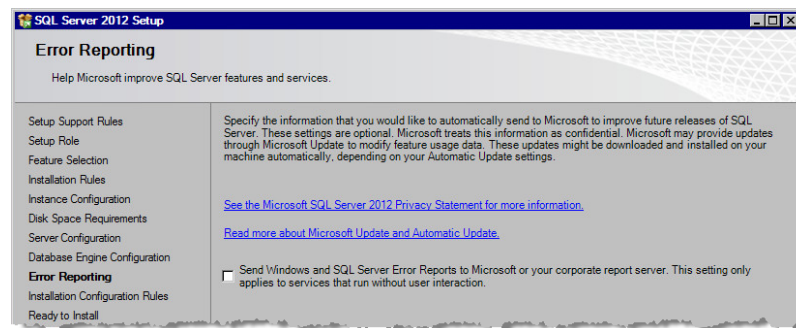 SQL Server 2012 Setup
Error Reporting
Help Microsoft improve SQL Server features and services.
Setup Support Rules
Setup Role
Feature Selection
Installation Rules
Instance Configuration
Disk Space Requirements
Server Configuration
Database Engine Configuration
Error Reporting
Installation Configuration Rules
Ready to Install
Specify the information that you would like to automatically send to Microsoft to improve future releases of SQL
Server. These settings are optional. Microsoft treats this information as confidential. Microsoft may provide updates
through Microsoft Update to modify feature usage data. These updates might be downloaded and installed on your
machine automatically, depending on your Automatic Update settings.
See the Microsoft SQL Server 2012 Privacy Statement for more information.
Read more about Microsoft Update and Automatic Update.
Send Windows and SQL Server Error Reports to Microsoft or your corporate report server. This setting only
applies to services that run without user interaction.